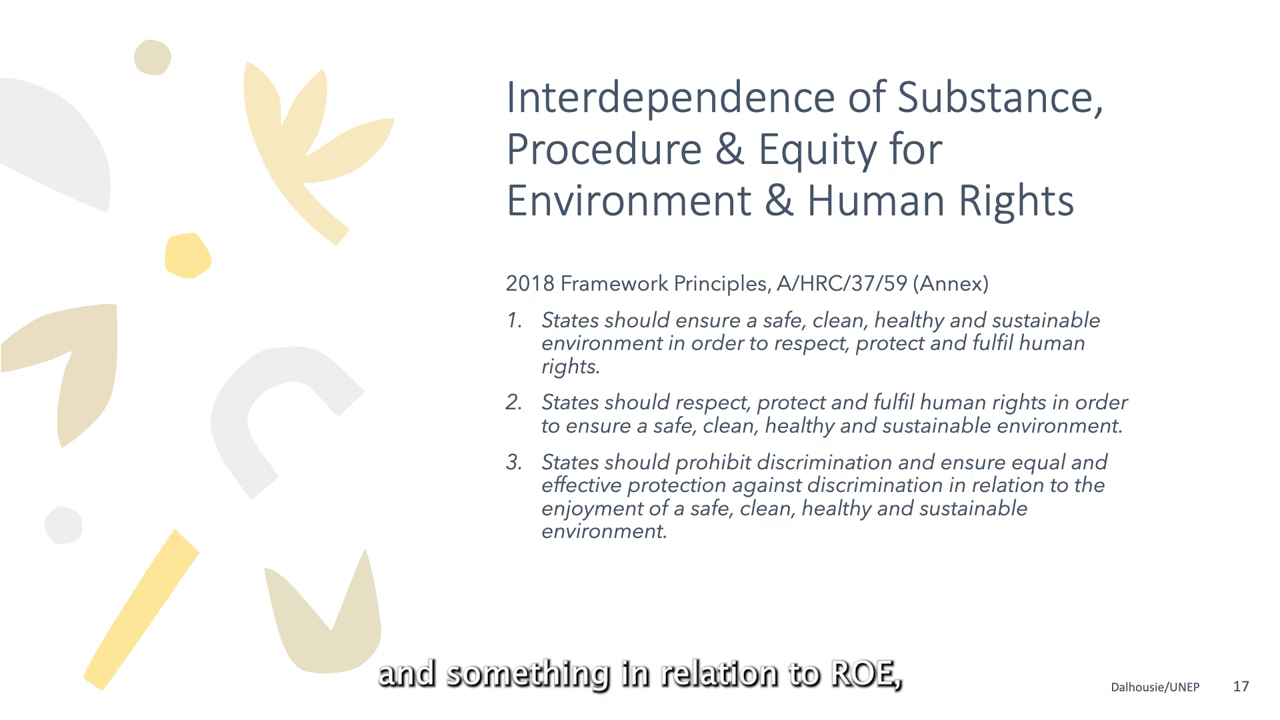 Interdependence of Substance,
Procedure & Equity for
Environment & Human Rights
2018 Framework Principles, A/HRC/37/59 (Annex)
1. States should ensure a safe, clean, healthy and sustainable
environment in order to respect, protect and fulfil human
rights.
2. States should respect, protect and fulfil human rights in order
to ensure a safe, clean, healthy and sustainable environment.
3. States should prohibit discrimination and ensure equal and
effective protection against discrimination in relation to the
enjoyment of a safe, clean, healthy and sustainable
environment.
and something in relation to ROE,
Dalhousie/UNEP 17